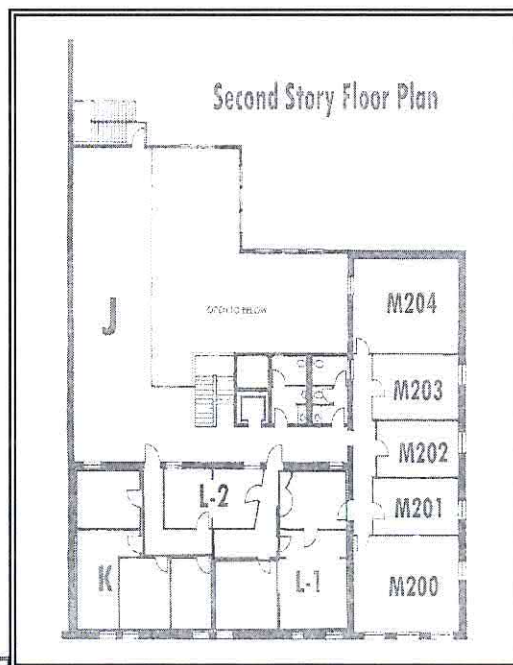 Second Story Floor Plan
J
OPEN TO BELOW
M204
M203
M202
M201
M200
L-2
K
L-1